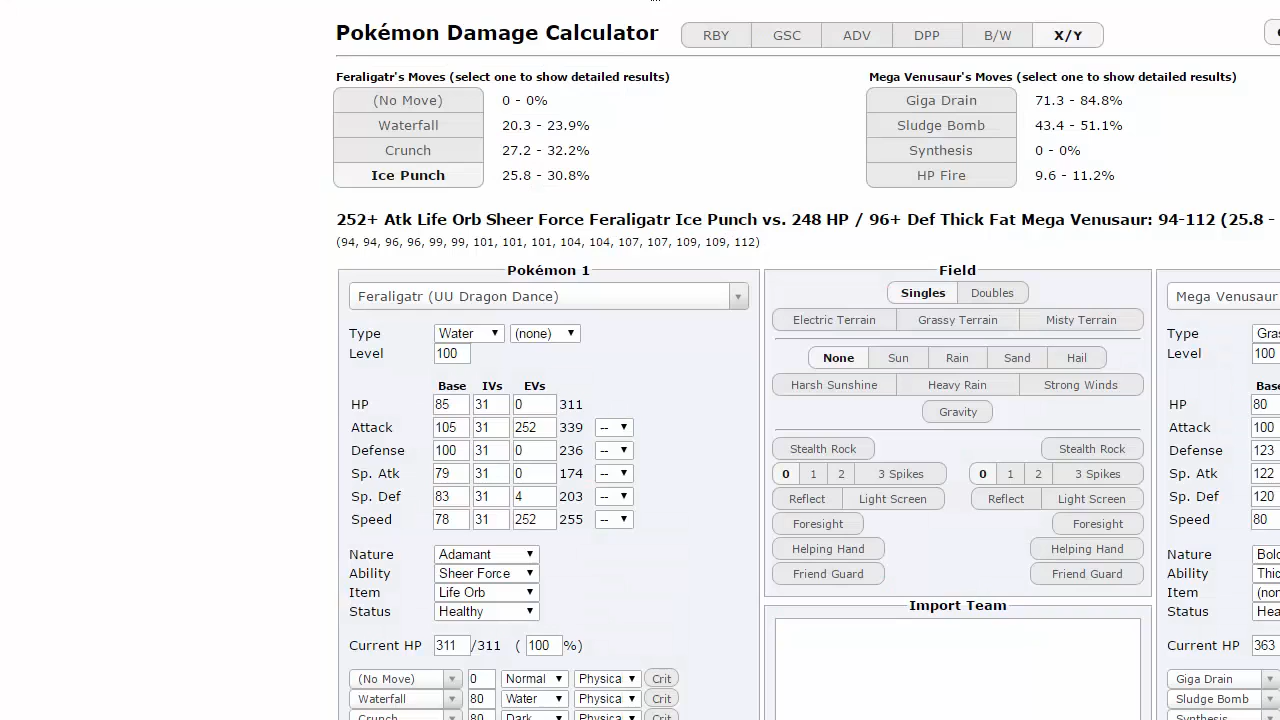 Pokémon Damage Calculator RBY GSC ADV DPP B/W X/Y
Feraligatr's Moves (select one to show detailed results) Mega Venusaur's Moves (select one to show detailed results)
(No Move) 0 - 0% Giga Drain 71.3 - 84.8%
Waterfall 20.3 - 23.9% Sludge Bomb 43.4 - 51.1%
Crunch 27.2 - 32.2% Synthesis 0 - 0%
Ice Punch 25.8 - 30.8% HP Fire 9.6 - 11.2%
252+ Atk Life Orb Sheer Force Feraligatr Ice Punch vs. 248 HP / 96+ Def Thick Fat Mega Venusaur: 94-112 (25.8 -
(94, 94, 96, 96, 99, 99, 101, 101, 101, 104, 104, 107, 107, 109, 109, 112)
Pokémon 1 Field
Feraligatr (UU Dragon Dance) Singles Doubles Mega Venusaur
Electric Terrain Grassy Terrain Misty Terrain
Type Water (none) Type Gras
Level 100 None Sun Rain Sand Hail Level 100
Base IVs EVs Harsh Sunshine Heavy Rain Strong Winds Base
HP 85 31 0 311 Gravity HP 80
Attack 105 31 252 339 -- Attack 100
Defense 100 31 0 236 -- Stealth Rock Stealth Rock Defense 123
Sp. Atk 79 31 0 174 -- 0 1 2 3 Spikes 0 1 2 3 Spikes Sp. Atk 122
Sp. Def 83 31 4 203 -- Reflect Light Screen Reflect Light Screen Sp. Def 120
Speed 78 31 252 255 -- Foresight Foresight Speed 80
Nature Adamant Helping Hand Helping Hand Nature Bold
Ability Sheer Force Friend Guard Friend Guard Ability Thic
Item Life Orb Item (non
Status Healthy Import Team Status Hea
Current HP 311 /311 ( 100 %) Current HP 363
(No Move) 0 Normal Physica Crit Giga Drain
Waterfall 80 Water Physica Crit Sludge Bomb
Crunch 80 Dark Physica Crit Synthesis